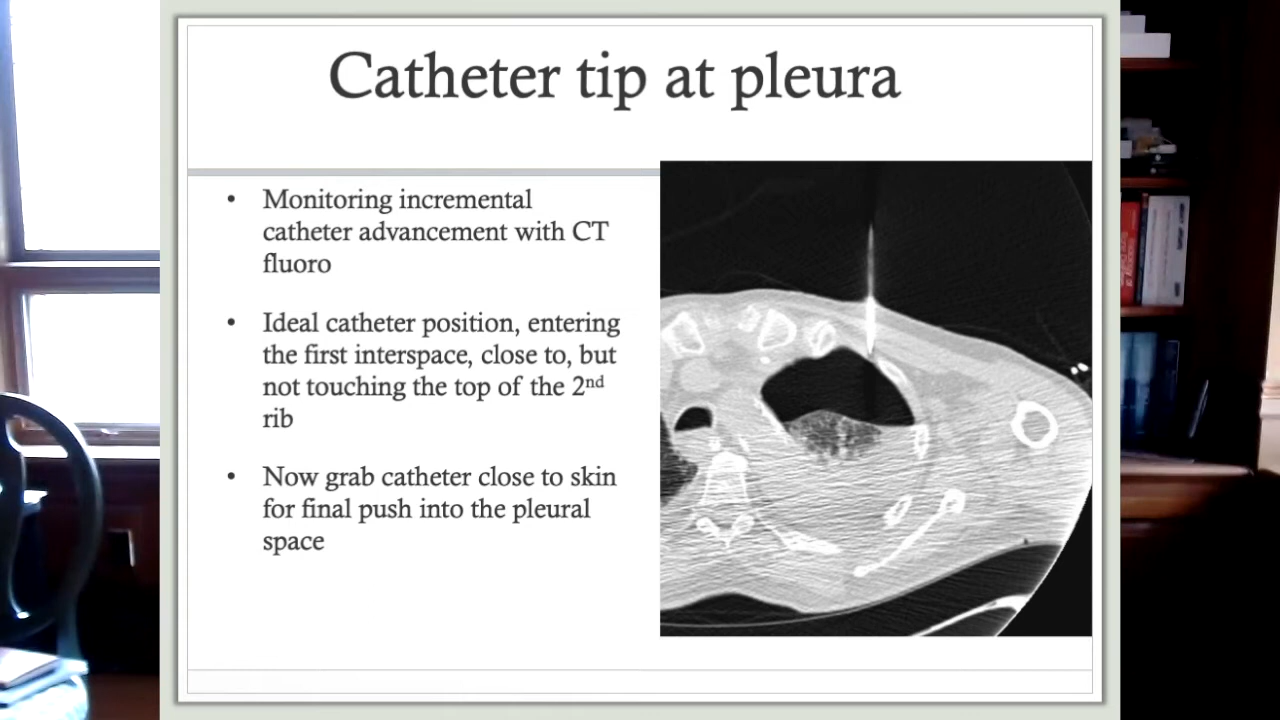 Catheter tip at pleura
• Monitoring incremental
catheter advancement with CT
fluoro
• Ideal catheter position, entering
the first interspace, close to, but
not touching the top of the 2nd
rib
• Now grab catheter close to skin
for final push into the pleural
space